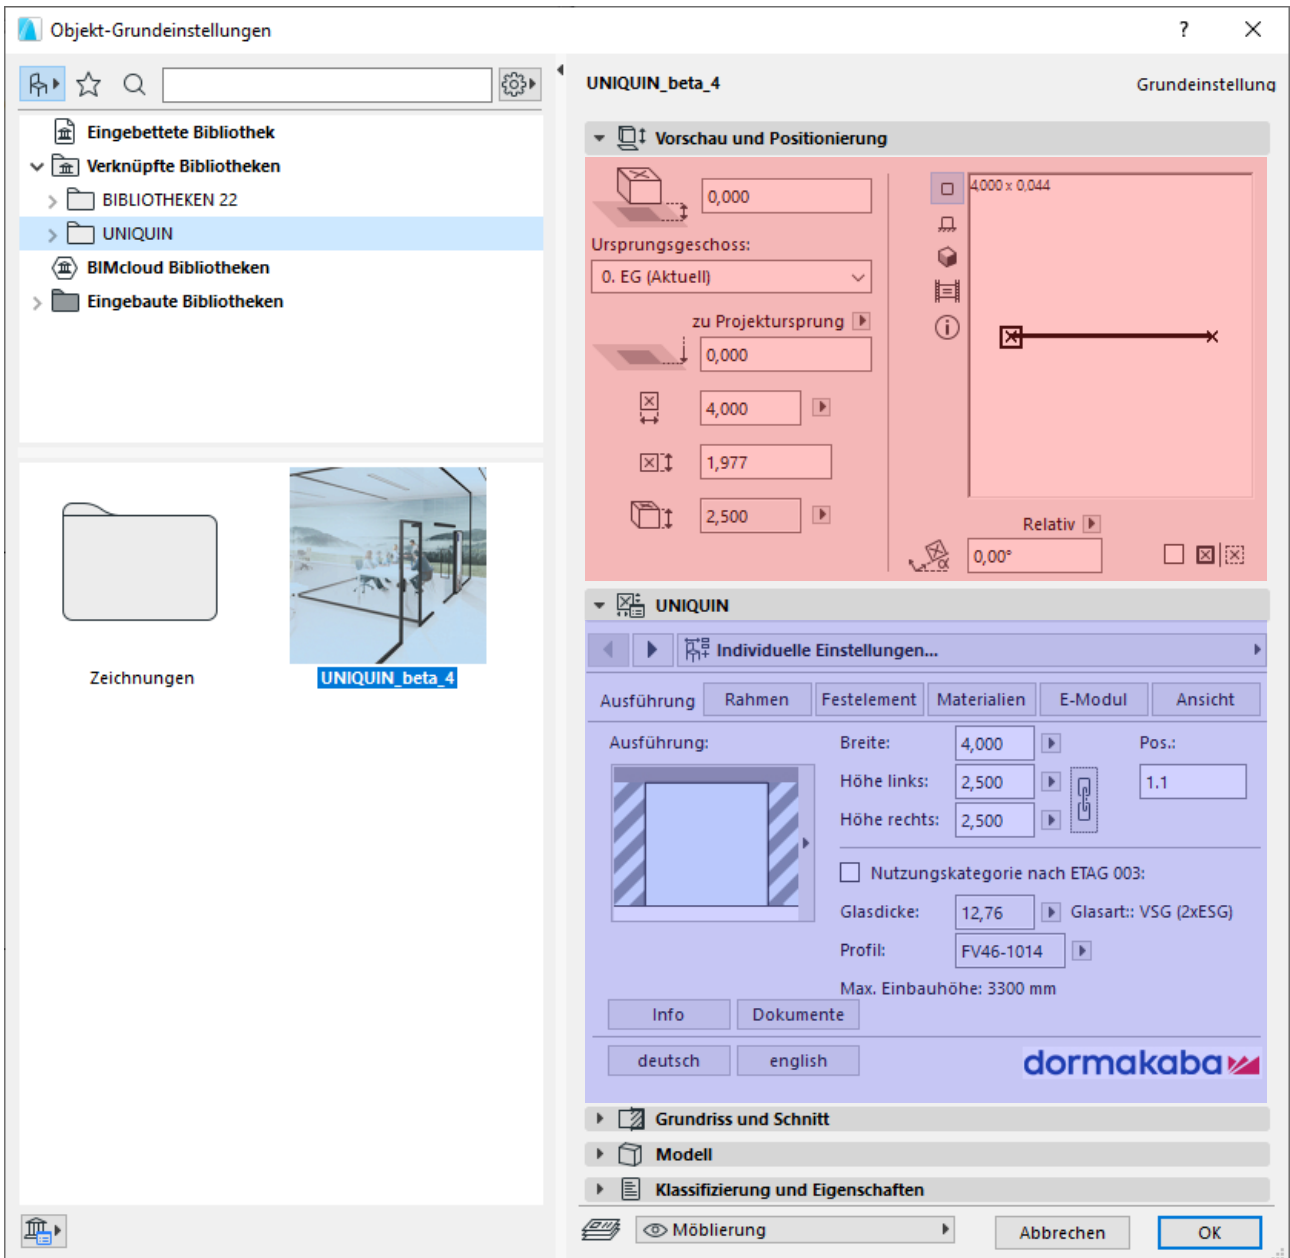 Objekt-Grundeinstellungen
?
UNIQUIN_beta_4
Grundeinstellung
Eingebettete Bibliothek
Verknüpfte Bibliotheken
BIBLIOTHEKEN 22
UNIQUIN
BIMcloud Bibliotheken
Eingebaute Bibliotheken
Zeichnungen
UNIQUIN_beta_4
Vorschau und Positionierung
0,000
4,000 x 0,044
Ursprungsgeschoss:
0. EG (Aktuell)
zu Projektursprung
0,000
4,000
1,977
2,500
Relativ
α
0,00°
UNIQUIN
Individuelle Einstellungen...
Ausführung Rahmen Festelement Materialien E-Modul Ansicht
Ausführung:
Breite: 4,000
Pos.:
Höhe links: 2,500
1.1
Höhe rechts: 2,500
Nutzungskategorie nach ETAG 003:
Glasdicke: 12,76 Glasart:: VSG (2xESG)
Profil: FV46-1014
Max. Einbauhöhe: 3300 mm
Info Dokumente
deutsch english
dormakaba
Grundriss und Schnitt
Modell
Klassifizierung und Eigenschaften
Möblierung
Abbrechen OK